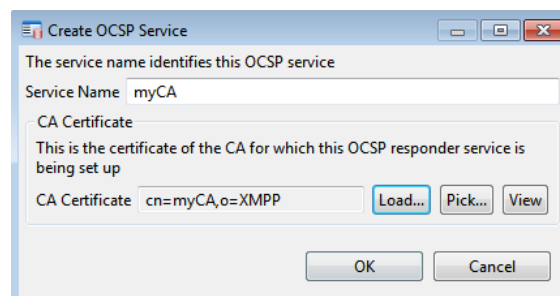 Create OCSP Service
The service name identifies this OCSP service
Service Name myCA
CA Certificate
This is the certificate of the CA for which this OCSP responder service is
being set up
CA Certificate cn=myCA,o=XMPP Load... Pick... View
OK Cancel